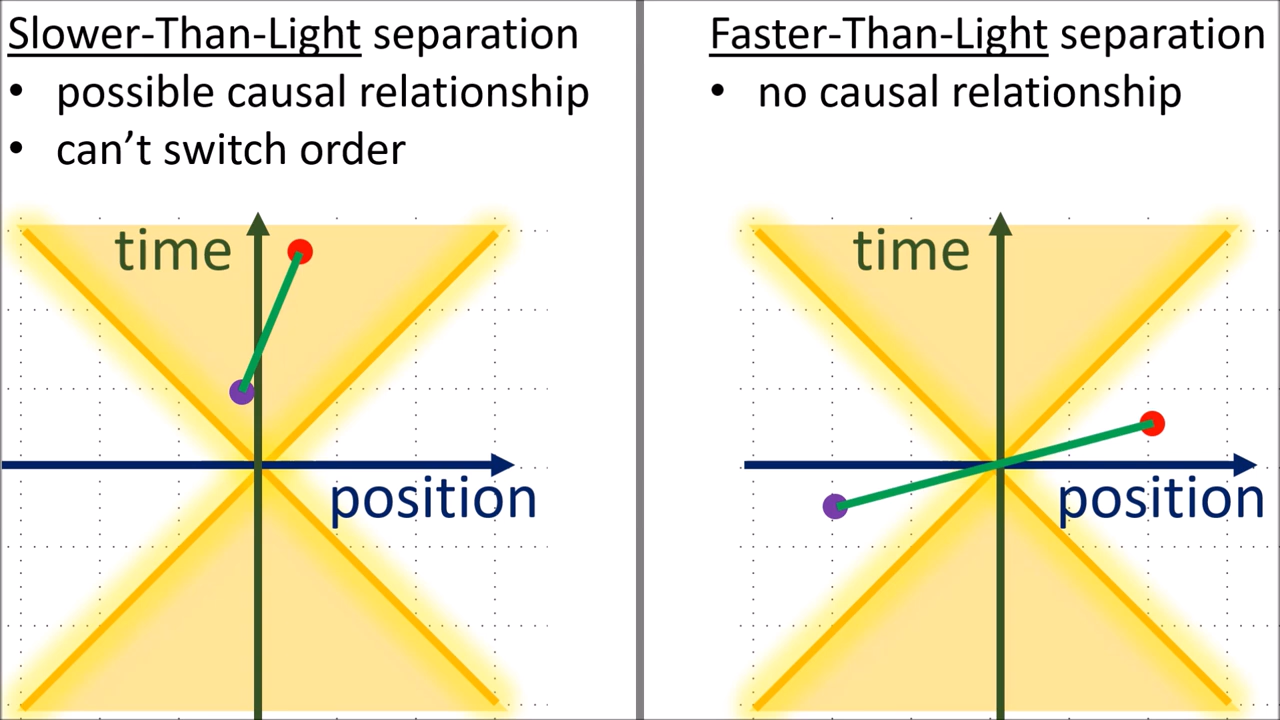 Slower-Than-Light separation
• possible causal relationship
• can’t switch order
time
position
Faster-Than-Light separation
• no causal relationship
time
position